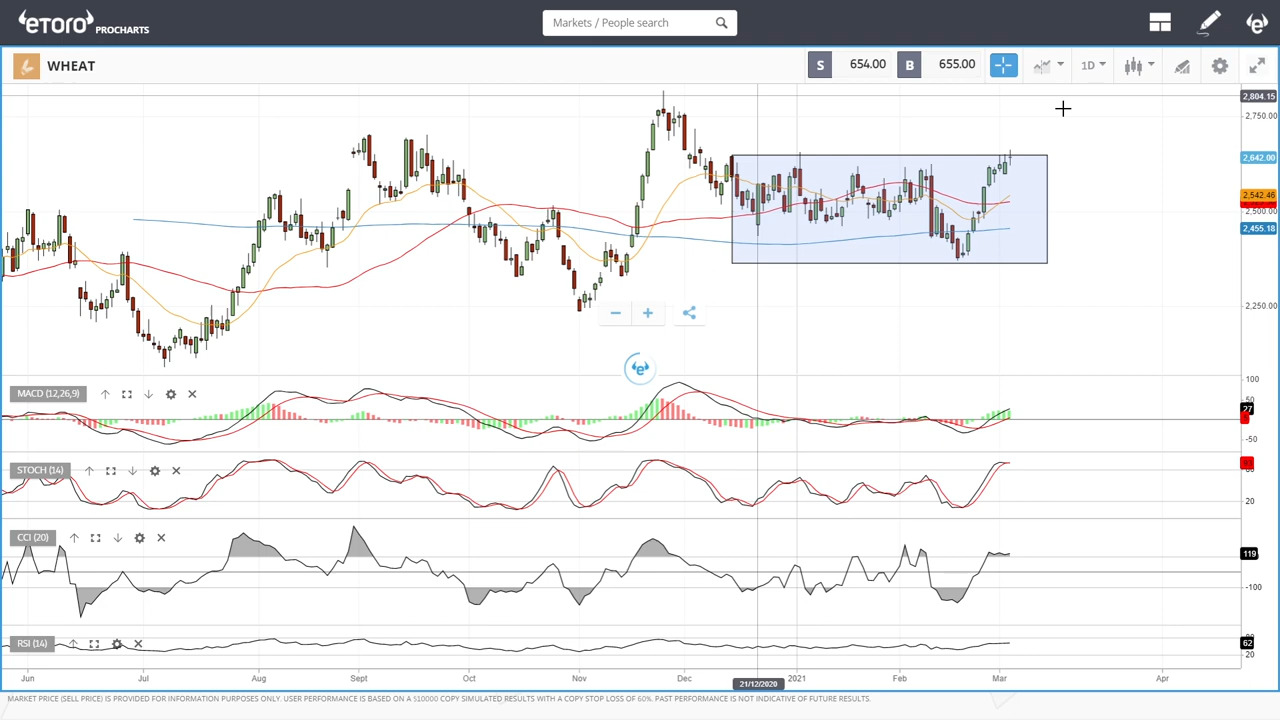 eToro PROCHARTS
Markets / People search
WHEAT
S 654.00 B 655.00
1D
2,804.15
2,750.00
2,642.00
2,542.46
2,500.00
2,455.18
2,250.00
MACD (12,26,9)
100
50
27
-50
STOCH (14)
20
CCI (20)
119
-100
RSI (14)
62
20
Jun Jul Aug Sept Oct Nov Dec 21/12/2020 2021 Feb Mar Apr
MARKET PRICE (SELL PRICE) IS PROVIDED FOR INFORMATION PURPOSES ONLY. USER PERFORMANCE IS BASED ON A $10000 COPY SIMULATED RESULTS WITH A COPY STOP LOSS OF 60%. PAST PERFORMANCE IS NOT INDICATIVE OF FUTURE RESULTS.